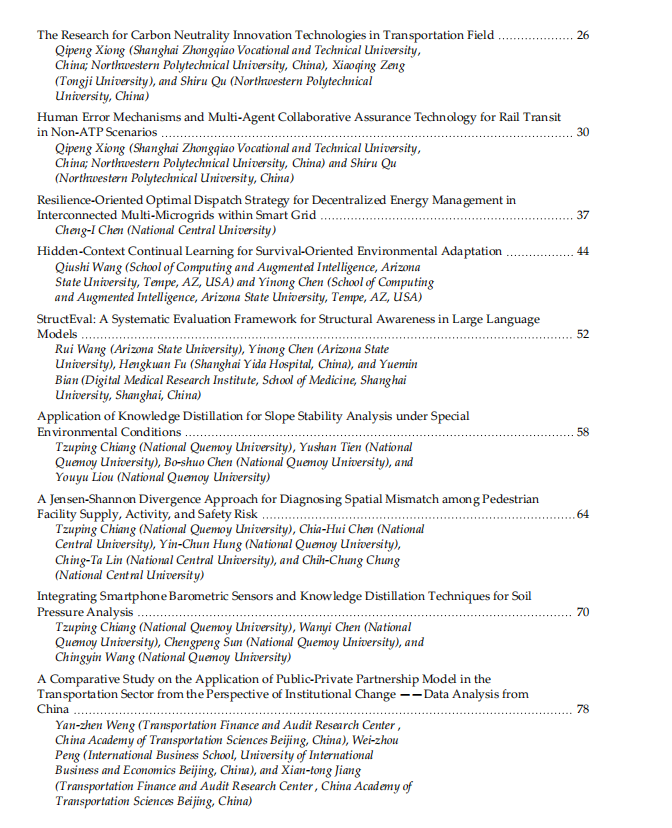 The Research for Carbon Neutrality Innovation Technologies in Transportation Field ................... 26
Qipeng Xiong (Shanghai Zhongqiao Vocational and Technical University,
China; Northwestern Polytechnical University, China), Xiaoqing Zeng
(Tongji University), and Shiru Qu (Northwestern Polytechnical
University, China)
Human Error Mechanisms and Multi-Agent Collaborative Assurance Technology for Rail Transit
in Non-ATP Scenarios ................... 30
Qipeng Xiong (Shanghai Zhongqiao Vocational and Technical University,
China; Northwestern Polytechnical University, China) and Shiru Qu
(Northwestern Polytechnical University, China)
Resilience-Oriented Optimal Dispatch Strategy for Decentralized Energy Management in
Interconnected Multi-Microgrids within Smart Grid ................... 37
Cheng-I Chen (National Central University)
Hidden-Context Continual Learning for Survival-Oriented Environmental Adaptation ................... 44
Qiushi Wang (School of Computing and Augmented Intelligence, Arizona
State University, Tempe, AZ, USA) and Yinong Chen (School of Computing
and Augmented Intelligence, Arizona State University, Tempe, AZ, USA)
StructEval: A Systematic Evaluation Framework for Structural Awareness in Large Language
Models ................... 52
Rui Wang (Arizona State University), Yinong Chen (Arizona State
University), Hengkuan Fu (Shanghai Yida Hospital, China), and Yuemin
Bian (Digital Medical Research Institute, School of Medicine, Shanghai
University, Shanghai, China)
Application of Knowledge Distillation for Slope Stability Analysis under Special
Environmental Conditions ................... 58
Tzuping Chiang (National Quemoy University), Yushan Tien (National
Quemoy University), Bo-shuo Chen (National Quemoy University), and
Youyu Liou (National Quemoy University)
A Jensen-Shannon Divergence Approach for Diagnosing Spatial Mismatch among Pedestrian
Facility Supply, Activity, and Safety Risk ................... 64
Tzuping Chiang (National Quemoy University), Chia-Hui Chen (National
Central University), Yin-Chun Hung (National Quemoy University),
Ching-Ta Lin (National Central University), and Chih-Chung Chung
(National Central University)
Integrating Smartphone Barometric Sensors and Knowledge Distillation Techniques for Soil
Pressure Analysis ................... 70
Tzuping Chiang (National Quemoy University), Wanyi Chen (National
Quemoy University), Chengpeng Sun (National Quemoy University), and
Chingyin Wang (National Quemoy University)
A Comparative Study on the Application of Public-Private Partnership Model in the
Transportation Sector from the Perspective of Institutional Change ——Data Analysis from
China ................... 78
Yan-zhen Weng (Transportation Finance and Audit Research Center ,
China Academy of Transportation Sciences Beijing, China), Wei-zhou
Peng (International Business School, University of International
Business and Economics Beijing, China), and Xian-tong Jiang
(Transportation Finance and Audit Research Center , China Academy of
Transportation Sciences Beijing, China)